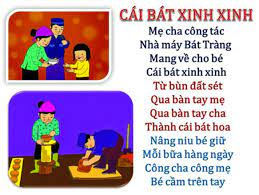 CÁI BÁT XINH XINH
Mẹ cha công tác
Nhà máy Bát Tràng
Mang về cho bé
Cái bát xinh xinh
Từ bùn đất sét
Qua bàn tay mẹ
Qua bàn tay cha
Thành cái bát hoa
Nâng niu bé giữ
Mỗi bữa hàng ngày
Công cha công mẹ
Bé cầm trên tay